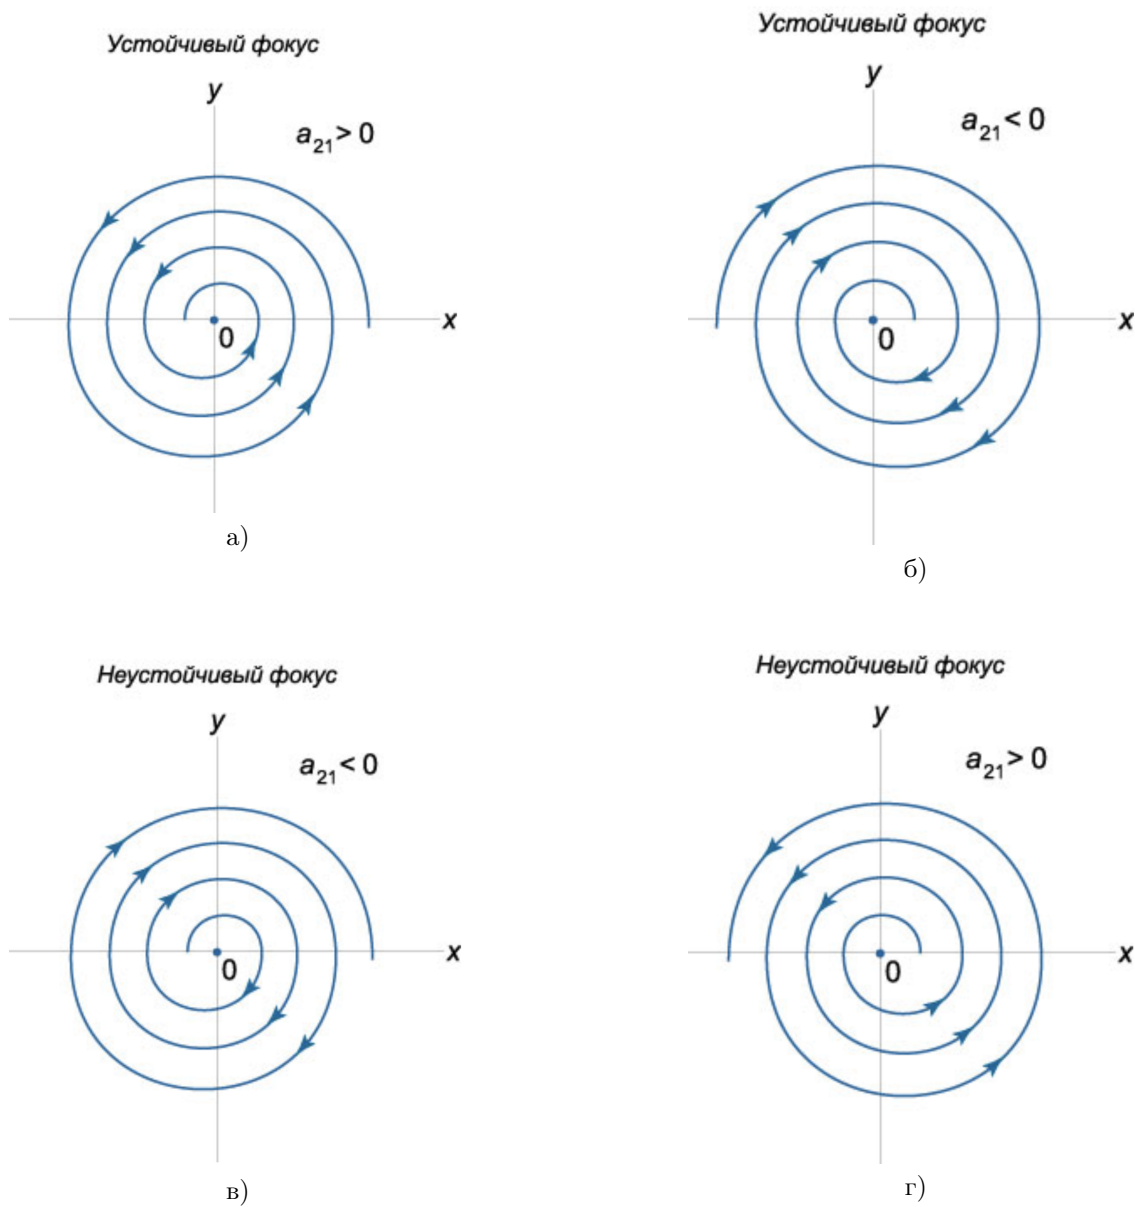 Устойчивый фокус
y
a₂₁ > 0
x
0
а)
Устойчивый фокус
y
a₂₁ < 0
x
0
б)
Неустойчивый фокус
y
a₂₁ < 0
x
0
в)
Неустойчивый фокус
y
a₂₁ > 0
x
0
г)